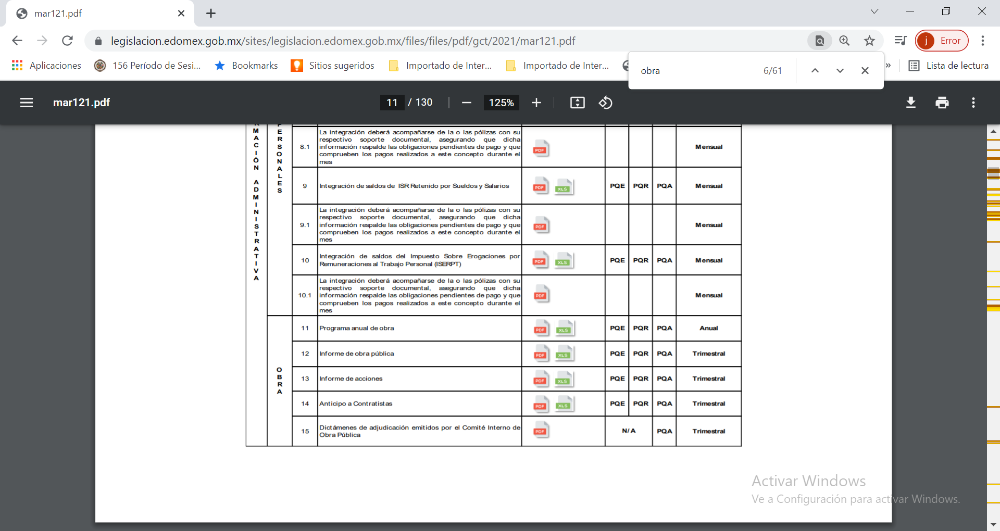 mar121.pdf
legislacion.edomex.gob.mx/sites/legislacion.edomex.gob.mx/files/files/pdf/gct/2021/mar121.pdf
j Error
Aplicaciones 156 Período de Sesi... Bookmarks Sitios sugeridos Importado de Inter... Importado de Inter... » Lista de lectura
obra 6/61
mar121.pdf 11 / 130 125%
MACIÓN ADMINISTRATIVA
PERSONALES
8.1
La integración deberá acompañarse de la o las pólizas con su
respectivo soporte documental, asegurando que dicha
información respalde las obligaciones pendientes de pago y que
comprueben los pagos realizados a este concepto durante el
mes
PDF
Mensual
9 Integración de saldos de ISR Retenido por Sueldos y Salarios PDF XLS PQE PQR PQA Mensual
9.1
La integración deberá acompañarse de la o las pólizas con su
respectivo soporte documental, asegurando que dicha
información respalde las obligaciones pendientes de pago y que
comprueben los pagos realizados a este concepto durante el
mes
PDF
Mensual
10
Integración de saldos del Impuesto Sobre Erogaciones por
Remuneraciones al Trabajo Personal (ISERPT)
PDF XLS PQE PQR PQA Mensual
10.1
La integración deberá acompañarse de la o las pólizas con su
respectivo soporte documental, asegurando que dicha
información respalde las obligaciones pendientes de pago y que
comprueben los pagos realizados a este concepto durante el
mes
PDF
Mensual
OBRA
11 Programa anual de obra PDF XLS PQE PQR PQA Anual
12 Informe de obra pública PDF XLS PQE PQR PQA Trimestral
13 Informe de acciones PDF XLS PQE PQR PQA Trimestral
14 Anticipo a Contratistas PDF XLS PQE PQR PQA Trimestral
15
Dictámenes de adjudicación emitidos por el Comité Interno de
Obra Pública
PDF N/A PQA Trimestral
Activar Windows
Ve a Configuración para activar Windows.